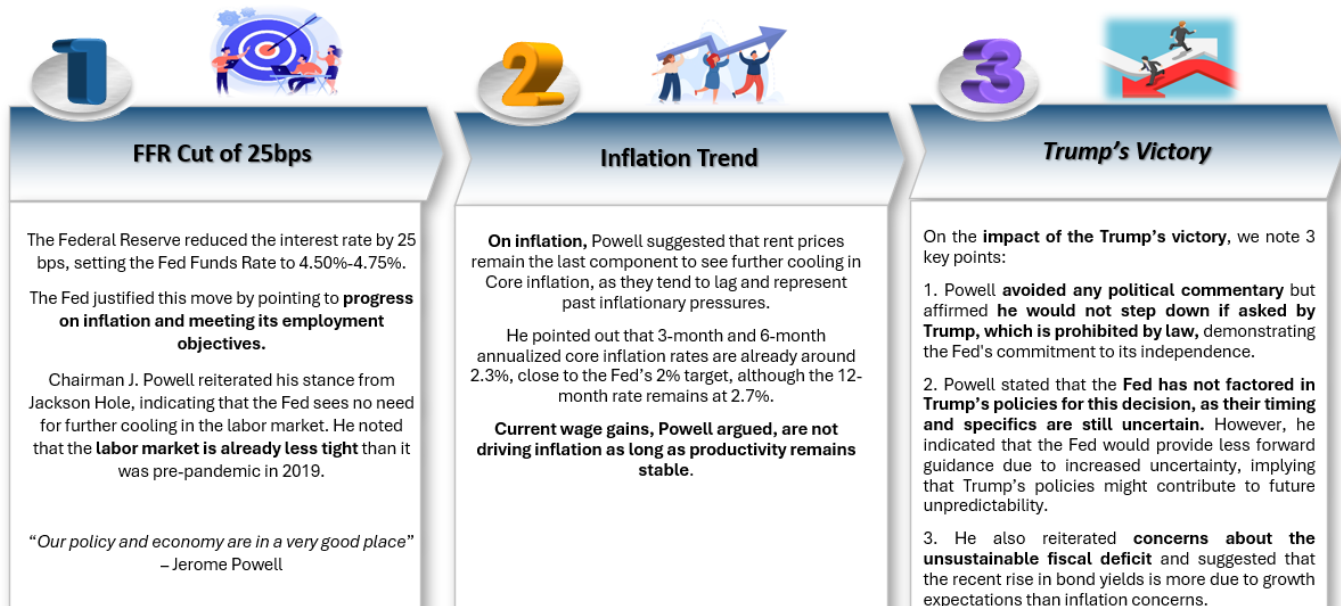 1
FFR Cut of 25bps
The Federal Reserve reduced the interest rate by 25
bps, setting the Fed Funds Rate to 4.50%-4.75%.
The Fed justified this move by pointing to progress
on inflation and meeting its employment
objectives.
Chairman J. Powell reiterated his stance from
Jackson Hole, indicating that the Fed sees no need
for further cooling in the labor market. He noted
that the labor market is already less tight than it
was pre-pandemic in 2019.
“Our policy and economy are in a very good place”
– Jerome Powell
2
Inflation Trend
On inflation, Powell suggested that rent prices
remain the last component to see further cooling in
Core inflation, as they tend to lag and represent
past inflationary pressures.
He pointed out that 3-month and 6-month
annualized core inflation rates are already around
2.3%, close to the Fed’s 2% target, although the 12-
month rate remains at 2.7%.
Current wage gains, Powell argued, are not
driving inflation as long as productivity remains
stable.
3
Trump’s Victory
On the impact of the Trump’s victory, we note 3
key points:
1. Powell avoided any political commentary but
affirmed he would not step down if asked by
Trump, which is prohibited by law, demonstrating
the Fed's commitment to its independence.
2. Powell stated that the Fed has not factored in
Trump’s policies for this decision, as their timing
and specifics are still uncertain. However, he
indicated that the Fed would provide less forward
guidance due to increased uncertainty, implying
that Trump’s policies might contribute to future
unpredictability.
3. He also reiterated concerns about the
unsustainable fiscal deficit and suggested that
the recent rise in bond yields is more due to growth
expectations than inflation concerns.